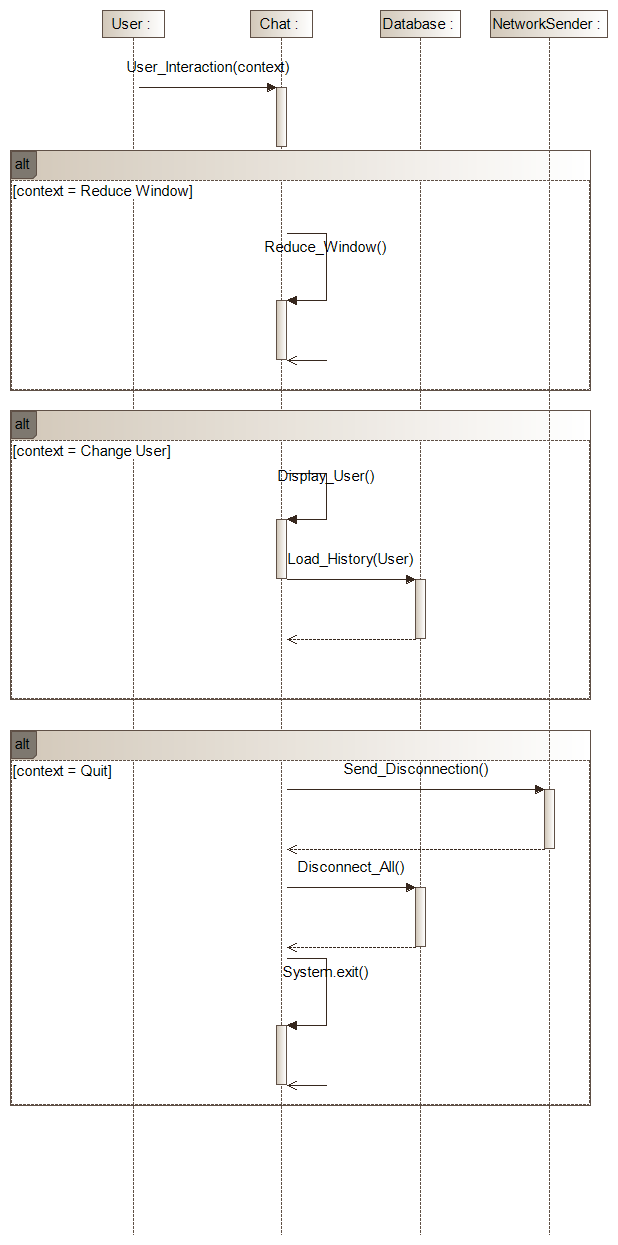 User :
Chat :
Database :
NetworkSender :
User_Interaction(context)
alt
[context = Reduce Window]
Reduce_Window()
alt
[context = Change User]
Display_User()
Load_History(User)
alt
[context = Quit]
Send_Disconnection()
Disconnect_All()
System.exit()